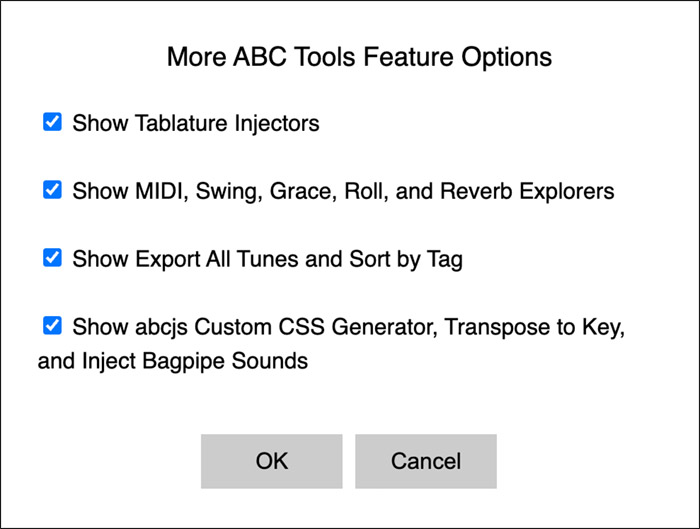 More ABC Tools Feature Options
Show Tablature Injectors
Show MIDI, Swing, Grace, Roll, and Reverb Explorers
Show Export All Tunes and Sort by Tag
Show abcjs Custom CSS Generator, Transpose to Key,
and Inject Bagpipe Sounds
OK
Cancel